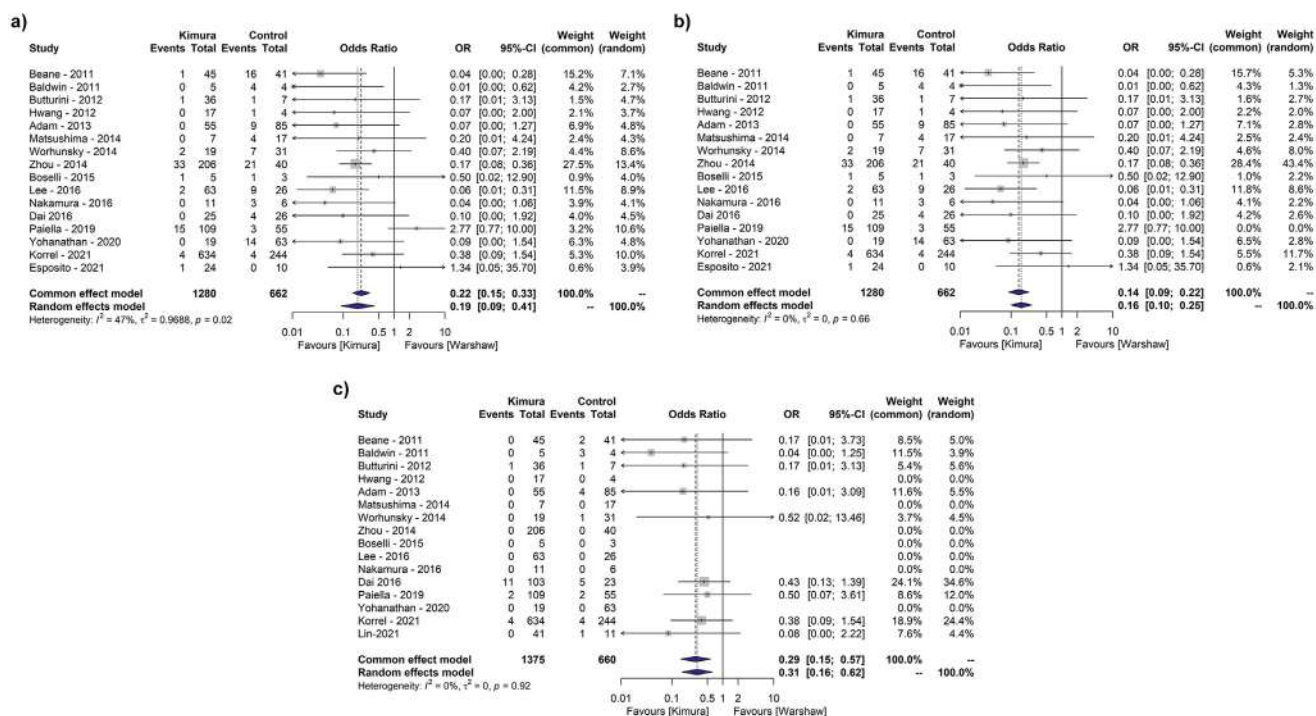 a)
Kimura Control Weight Weight
Study Events Total Events Total Odds Ratio OR 95%-CI (common) (random)
Beane - 2011 1 45 16 41 0.04 [0.00; 0.28] 15.2% 7.1%
Baldwin - 2011 0 5 4 4 0.01 [0.00; 0.62] 4.2% 2.7%
Butturini - 2012 1 36 1 7 0.17 [0.01; 3.13] 1.5% 4.7%
Hwang - 2012 0 17 1 4 0.07 [0.00; 2.00] 2.1% 3.7%
Adam - 2013 0 55 9 85 0.07 [0.00; 1.27] 6.9% 4.8%
Matsushima - 2014 0 7 4 17 0.20 [0.01; 4.24] 2.4% 4.3%
Worhunsky - 2014 2 19 7 31 0.40 [0.07; 2.19] 4.4% 8.6%
Zhou - 2014 33 206 21 40 0.17 [0.08; 0.36] 27.5% 13.4%
Boselli - 2015 1 5 1 3 0.50 [0.02; 12.90] 0.9% 4.0%
Lee - 2016 2 63 9 26 0.06 [0.01; 0.31] 11.5% 8.9%
Nakamura - 2016 0 11 3 6 0.04 [0.00; 1.06] 3.9% 4.1%
Dai 2016 0 25 4 26 0.10 [0.00; 1.92] 4.0% 4.5%
Paiella - 2019 15 109 3 55 2.77 [0.77; 10.00] 3.2% 10.6%
Yohanathan - 2020 0 19 14 63 0.09 [0.00; 1.54] 6.3% 4.9%
Korrel - 2021 4 634 4 244 0.38 [0.09; 1.54] 5.3% 10.0%
Esposito - 2021 1 24 0 10 1.34 [0.05; 35.70] 0.6% 3.9%
Common effect model 1280 662 0.22 [0.15; 0.33] 100.0% --
Random effects model 0.19 [0.09; 0.41] -- 100.0%
Heterogeneity: I² = 47%, τ² = 0.9688, p = 0.02
0.01 0.1 0.5 1 2 10
Favours [Kimura] Favours [Warshaw]
b)
Kimura Control Weight Weight
Study Events Total Events Total Odds Ratio OR 95%-CI (common) (random)
Beane - 2011 1 45 16 41 0.04 [0.00; 0.28] 15.7% 5.3%
Baldwin - 2011 0 5 4 4 0.01 [0.00; 0.62] 4.3% 1.3%
Butturini - 2012 1 36 1 7 0.17 [0.01; 3.13] 1.6% 2.7%
Hwang - 2012 0 17 1 4 0.07 [0.00; 2.00] 2.2% 2.0%
Adam - 2013 0 55 9 85 0.07 [0.00; 1.27] 7.1% 2.8%
Matsushima - 2014 0 7 4 17 0.20 [0.01; 4.24] 2.4% 2.5%
Worhunsky - 2014 2 19 7 31 0.40 [0.07; 2.19] 4.6% 8.0%
Zhou - 2014 33 206 21 40 0.17 [0.08; 0.36] 28.4% 43.4%
Boselli - 2015 1 5 1 3 0.50 [0.02; 12.90] 1.0% 2.2%
Lee - 2016 2 63 9 26 0.06 [0.01; 0.31] 11.8% 8.6%
Nakamura - 2016 0 11 3 6 0.04 [0.00; 1.06] 4.1% 2.2%
Dai 2016 0 25 4 26 0.10 [0.00; 1.92] 4.2% 2.6%
Paiella - 2019 15 109 3 55 2.77 [0.77; 10.00] 0.0% 0.0%
Yohanathan - 2020 0 19 14 63 0.09 [0.00; 1.54] 6.5% 2.8%
Korrel - 2021 4 634 4 244 0.38 [0.09; 1.54] 5.5% 11.7%
Esposito - 2021 1 24 0 10 1.34 [0.05; 35.70] 0.6% 2.1%
Common effect model 1280 662 0.14 [0.09; 0.22] 100.0% --
Random effects model 0.16 [0.10; 0.25] -- 100.0%
Heterogeneity: I² = 0%, τ² = 0, p = 0.66
0.01 0.1 0.5 1 2 10
Favours [Kimura] Favours [Warshaw]
c)
Kimura Control Weight Weight
Study Events Total Events Total Odds Ratio OR 95%-CI (common) (random)
Beane - 2011 0 45 2 41 0.17 [0.01; 3.73] 8.5% 5.0%
Baldwin - 2011 0 5 3 4 0.04 [0.00; 1.25] 11.5% 3.9%
Butturini - 2012 1 36 1 7 0.17 [0.01; 3.13] 5.4% 5.6%
Hwang - 2012 0 17 0 4 0.0% 0.0%
Adam - 2013 0 55 4 85 0.16 [0.01; 3.09] 11.6% 5.5%
Matsushima - 2014 0 7 0 17 0.0% 0.0%
Worhunsky - 2014 0 19 1 31 0.52 [0.02; 13.46] 3.7% 4.5%
Zhou - 2014 0 206 0 40 0.0% 0.0%
Boselli - 2015 0 5 0 3 0.0% 0.0%
Lee - 2016 0 63 0 26 0.0% 0.0%
Nakamura - 2016 0 11 0 6 0.0% 0.0%
Dai 2016 11 103 5 23 0.43 [0.13; 1.39] 24.1% 34.6%
Paiella - 2019 2 109 2 55 0.50 [0.07; 3.61] 8.6% 12.0%
Yohanathan - 2020 0 19 0 63 0.0% 0.0%
Korrel - 2021 4 634 4 244 0.38 [0.09; 1.54] 18.9% 24.4%
Lin-2021 0 41 1 11 0.08 [0.00; 2.22] 7.6% 4.4%
Common effect model 1375 660 0.29 [0.15; 0.57] 100.0% --
Random effects model 0.31 [0.16; 0.62] -- 100.0%
Heterogeneity: I² = 0%, τ² = 0, p = 0.92
0.01 0.1 0.5 1 2 10
Favours [Kimura] Favours [Warshaw]